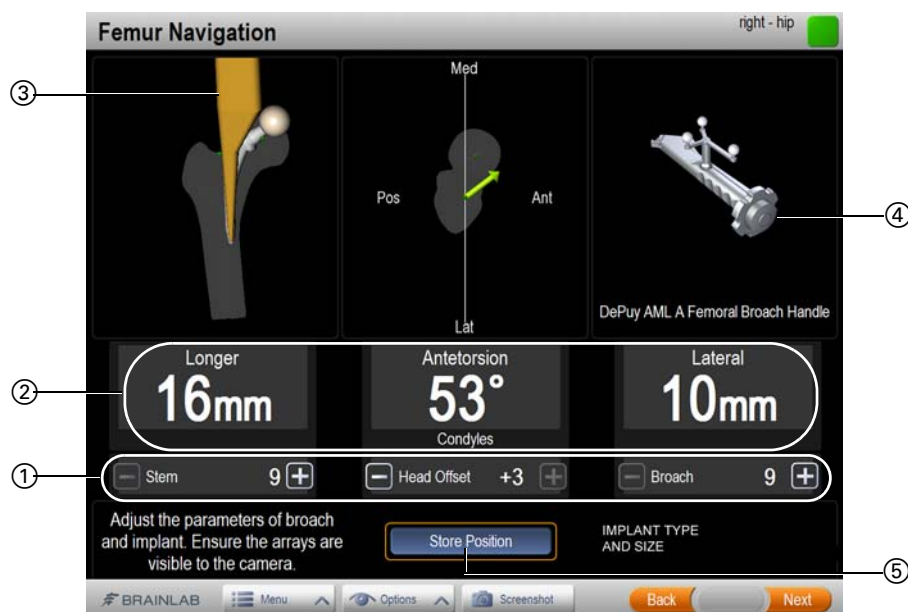 Femur Navigation
right - hip
③
Med
Pos
Ant
Lat
④
DePuy AML A Femoral Broach Handle
②
Longer
16mm
Antetorsion
53°
Condyles
Lateral
10mm
①
Stem 9
Head Offset +3
Broach 9
Adjust the parameters of broach
and implant. Ensure the arrays are
visible to the camera.
Store Position
IMPLANT TYPE
AND SIZE
⑤
BRAINLAB
Menu
Options
Screenshot
Back
Next